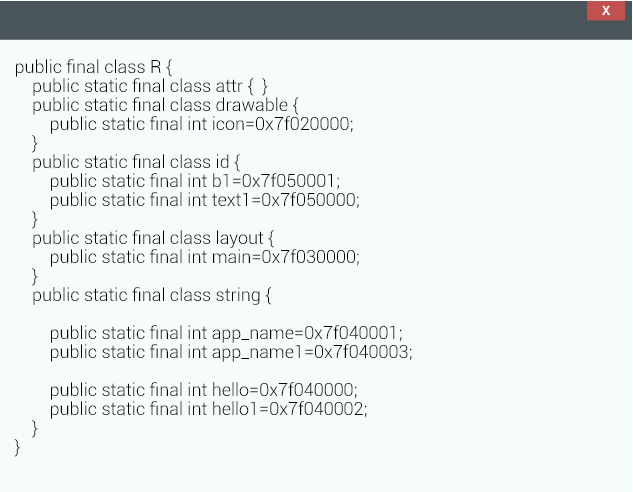 X
public final class R {
public static final class attr { }
public static final class drawable {
public static final int icon=0x7f020000;
}
public static final class id {
public static final int b1=0x7f050001;
public static final int text1=0x7f050000;
}
public static final class layout {
public static final int main=0x7f030000;
}
public static final class string {
public static final int app_name=0x7f040001;
public static final int app_name1=0x7f040003;
public static final int hello=0x7f040000;
public static final int hello1=0x7f040002;
}
}